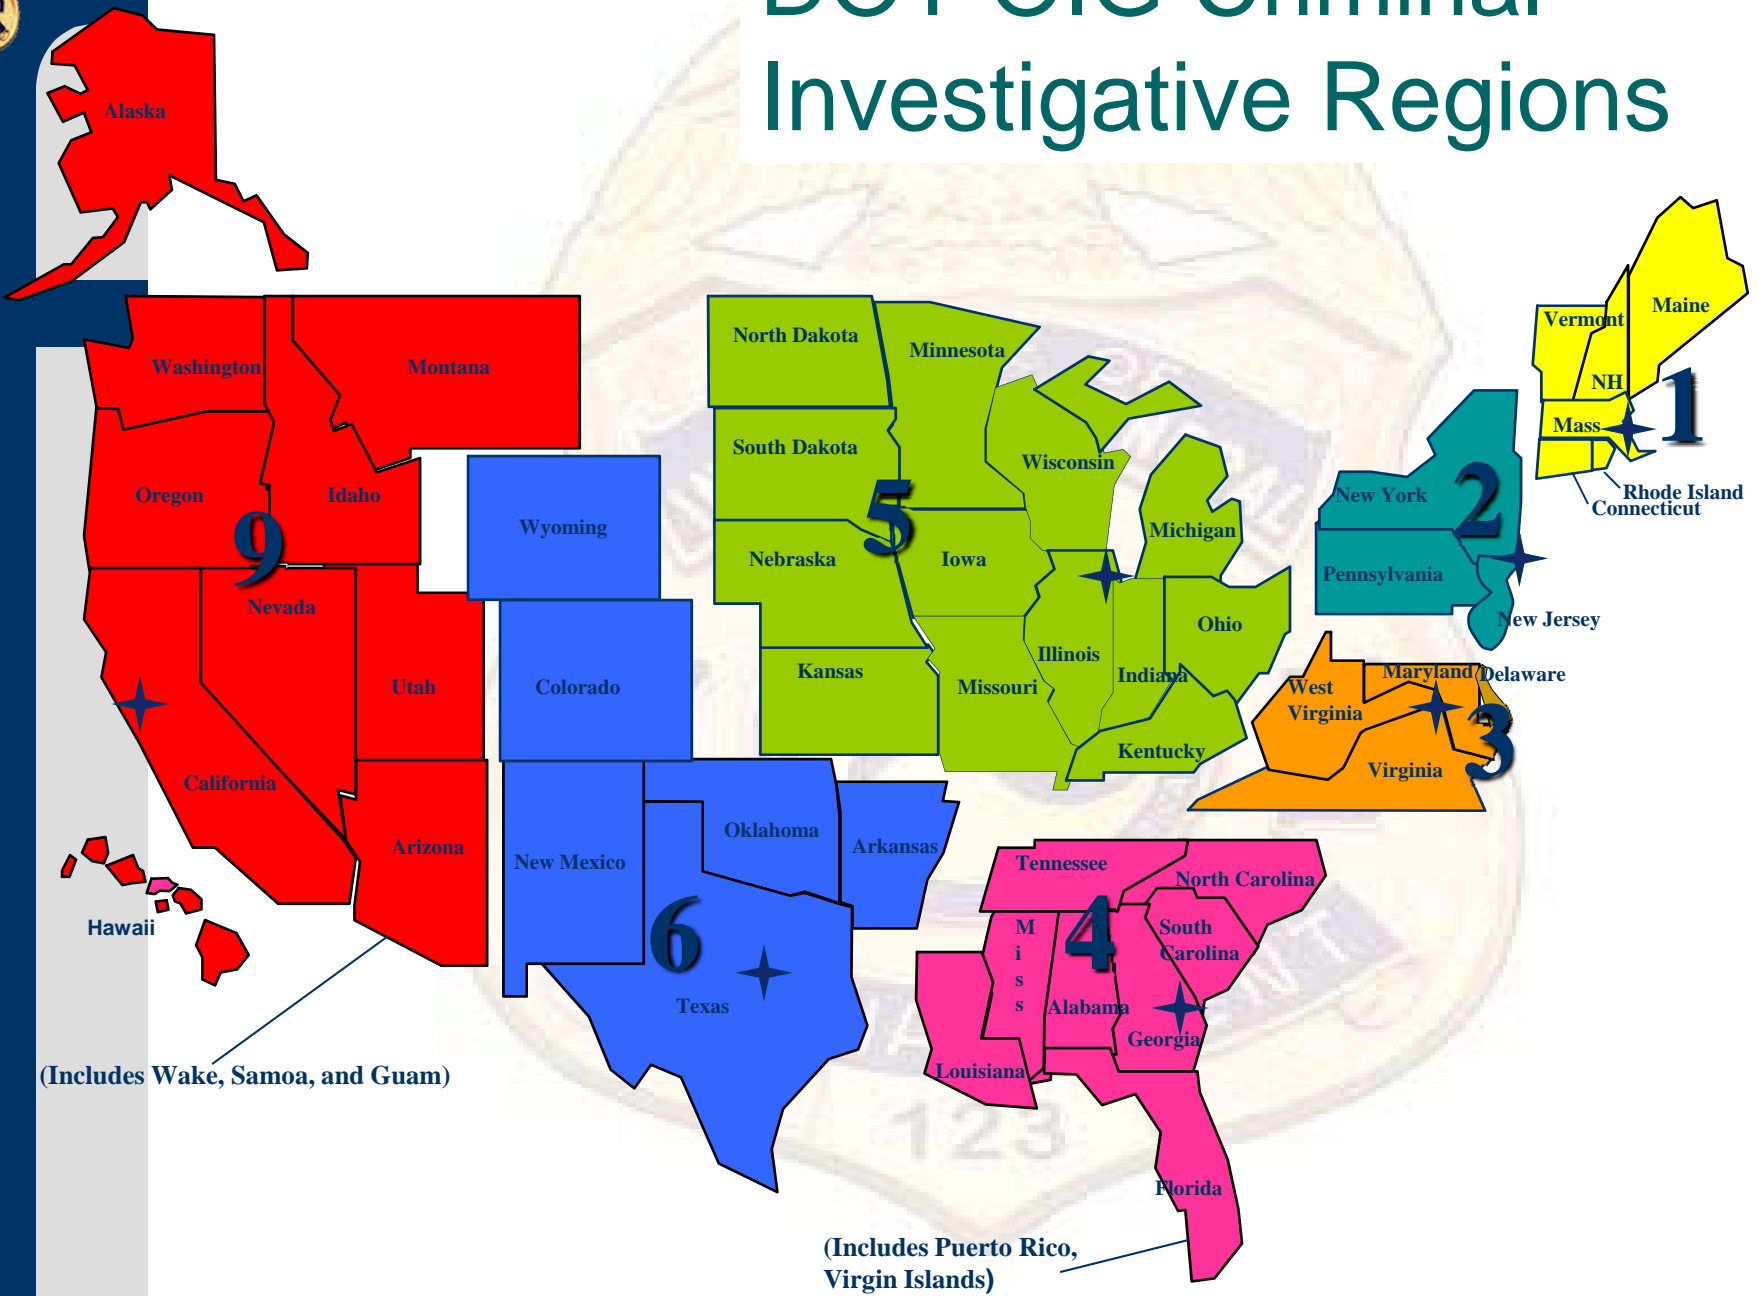 Investigative Regions
Alaska
Washington
Montana
Oregon
Idaho
9
Nevada
Utah
California
Arizona
Hawaii
(Includes Wake, Samoa, and Guam)
Wyoming
Colorado
New Mexico
Oklahoma
Arkansas
6
Texas
North Dakota
Minnesota
South Dakota
Wisconsin
5
Michigan
Nebraska
Iowa
Ohio
Illinois
Kansas
Missouri
Indiana
Kentucky
Maine
Vermont
NH
1
Mass
Rhode Island
Connecticut
New York
2
Pennsylvania
New Jersey
Maryland
Delaware
West
Virginia
3
Virginia
Tennessee
North Carolina
M
i
s
s
4
South
Carolina
Alabama
Georgia
Louisiana
Florida
(Includes Puerto Rico,
Virgin Islands)
123